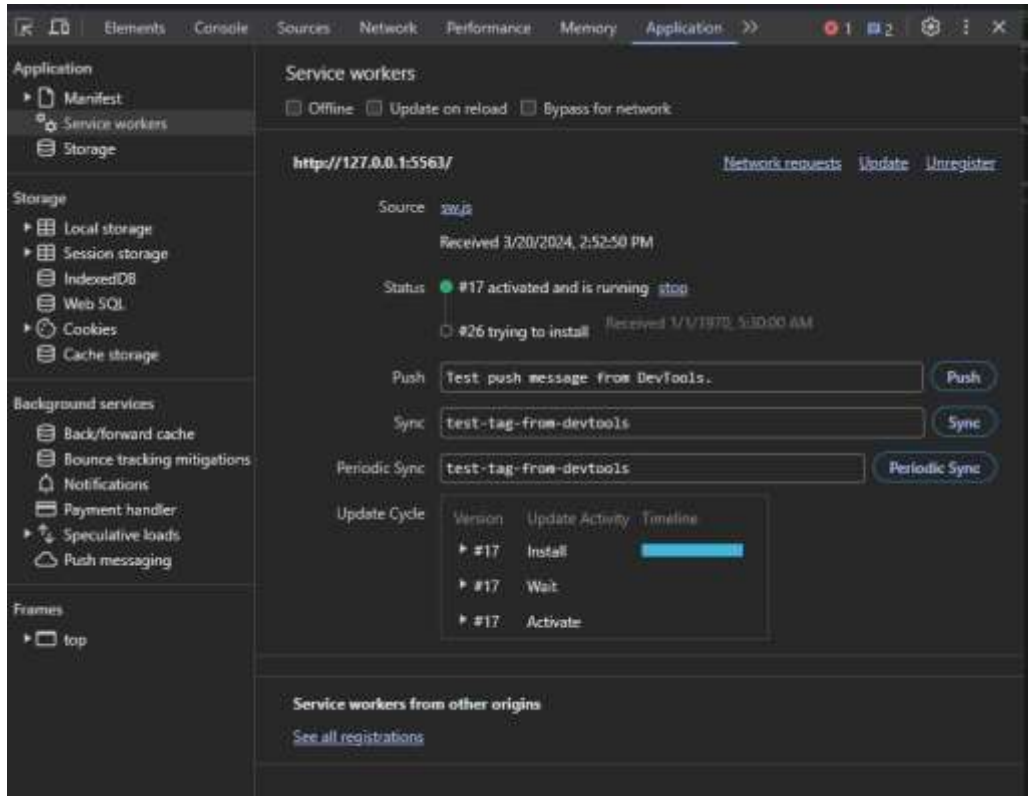 Elements Console Sources Network Performance Memory Application 1 2
Application
Manifest
Service workers
Storage
Storage
Local storage
Session storage
IndexedDB
Web SQL
Cookies
Cache storage
Background services
Back/forward cache
Bounce tracking mitigations
Notifications
Payment handler
Speculative loads
Push messaging
Frames
top
Service workers
Offline Update on reload Bypass for network
http://127.0.0.1:5563/ Network requests Update Unregister
Source sw.js
Received 3/20/2024, 2:52:50 PM
Status #17 activated and is running stop
#26 trying to install Received 1/1/1970, 5:30:00 AM
Push Test push message from DevTools. Push
Sync test-tag-from-devtools Sync
Periodic Sync test-tag-from-devtools Periodic Sync
Update Cycle Version Update Activity Timeline
#17 Install
#17 Wait
#17 Activate
Service workers from other origins
See all registrations